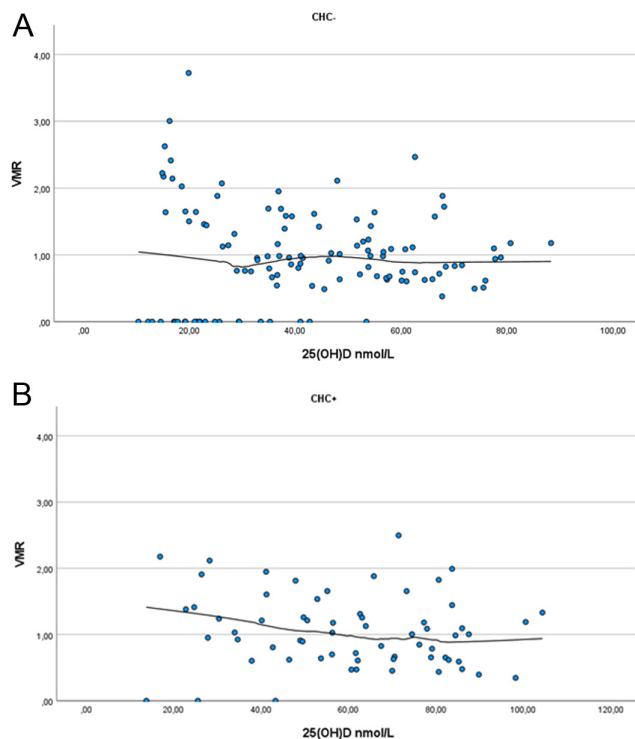 A
CHC-
4,00
3,00
2,00
1,00
,00
VMR
,00 20,00 40,00 60,00 80,00 100,00
25(OH)D nmol/L
B
CHC+
4,00
3,00
2,00
1,00
,00
VMR
,00 20,00 40,00 60,00 80,00 100,00 120,00
25(OH)D nmol/L